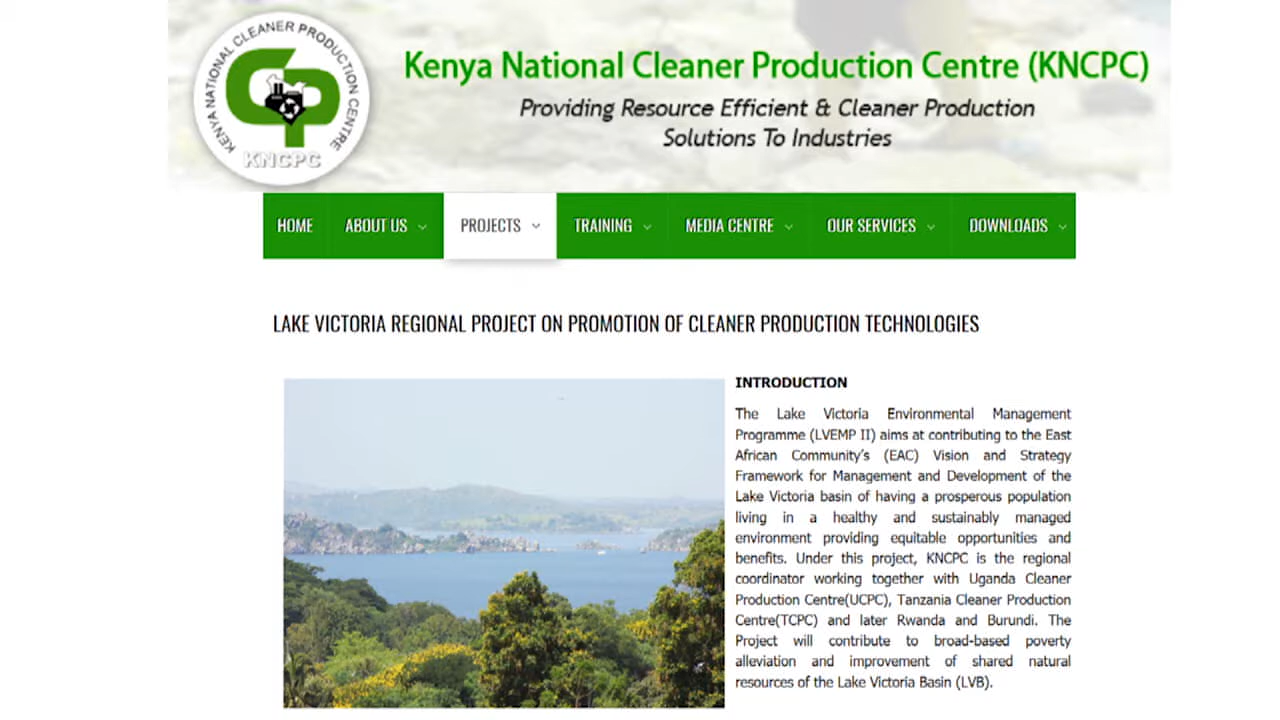 KENYA NATIONAL CLEANER PRODUCTION CENTRE
CP
KNCPC
Kenya National Cleaner Production Centre (KNCPC)
Providing Resource Efficient & Cleaner Production
Solutions To Industries
HOME ABOUT US PROJECTS TRAINING MEDIA CENTRE OUR SERVICES DOWNLOADS
LAKE VICTORIA REGIONAL PROJECT ON PROMOTION OF CLEANER PRODUCTION TECHNOLOGIES
INTRODUCTION
The Lake Victoria Environmental Management
Programme (LVEMP II) aims at contributing to the East
African Community's (EAC) Vision and Strategy
Framework for Management and Development of the
Lake Victoria basin of having a prosperous population
living in a healthy and sustainably managed
environment providing equitable opportunities and
benefits. Under this project, KNCPC is the regional
coordinator working together with Uganda Cleaner
Production Centre(UCPC), Tanzania Cleaner Production
Centre(TCPC) and later Rwanda and Burundi. The
Project will contribute to broad-based poverty
alleviation and improvement of shared natural
resources of the Lake Victoria Basin (LVB).